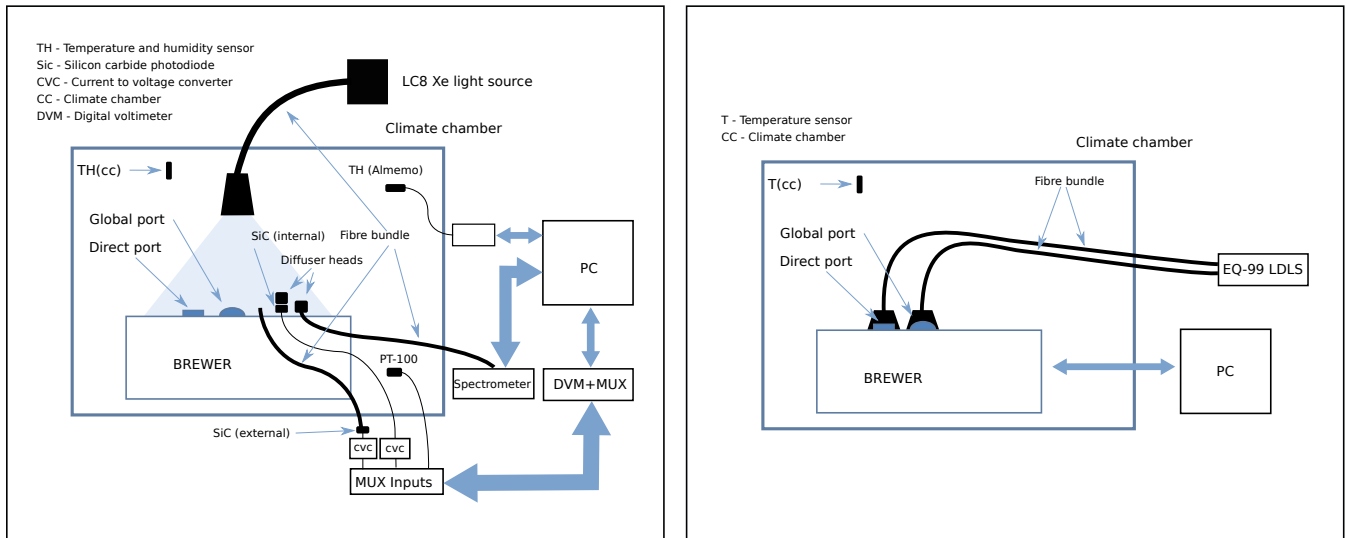 TH - Temperature and humidity sensor
Sic - Silicon carbide photodiode
CVC - Current to voltage converter
CC - Climate chamber
DVM - Digital voltimeter
LC8 Xe light source
Climate chamber
TH(cc)
TH (Almemo)
Global port
SiC (internal)
Fibre bundle
Direct port
Diffuser heads
PC
BREWER
PT-100
Spectrometer
DVM+MUX
SiC (external)
cvc
cvc
MUX Inputs
T - Temperature sensor
CC - Climate chamber
Climate chamber
T(cc)
Fibre bundle
Global port
Direct port
EQ-99 LDLS
BREWER
PC